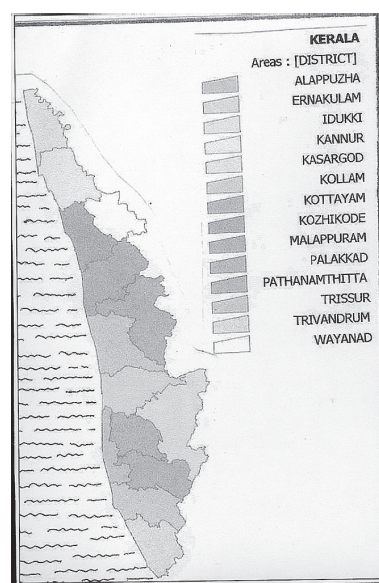 KERALA
Areas : [DISTRICT]
ALAPPUZHA
ERNAKULAM
IDUKKI
KANNUR
KASARGOD
KOLLAM
KOTTAYAM
KOZHIKODE
MALAPPURAM
PALAKKAD
PATHANAMTHITTA
TRISSUR
TRIVANDRUM
WAYANAD